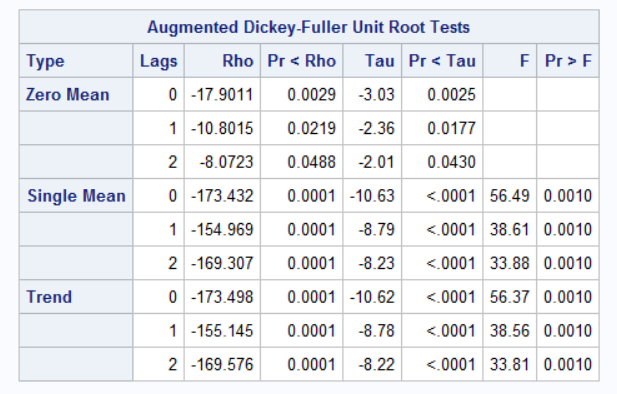 Augmented Dickey-Fuller Unit Root Tests
Type Lags Rho Pr < Rho Tau Pr < Tau F Pr > F
Zero Mean 0 -17.9011 0.0029 -3.03 0.0025
1 -10.8015 0.0219 -2.36 0.0177
2 -8.0723 0.0488 -2.01 0.0430
Single Mean 0 -173.432 0.0001 -10.63 <.0001 56.49 0.0010
1 -154.969 0.0001 -8.79 <.0001 38.61 0.0010
2 -169.307 0.0001 -8.23 <.0001 33.88 0.0010
Trend 0 -173.498 0.0001 -10.62 <.0001 56.37 0.0010
1 -155.145 0.0001 -8.78 <.0001 38.56 0.0010
2 -169.576 0.0001 -8.22 <.0001 33.81 0.0010